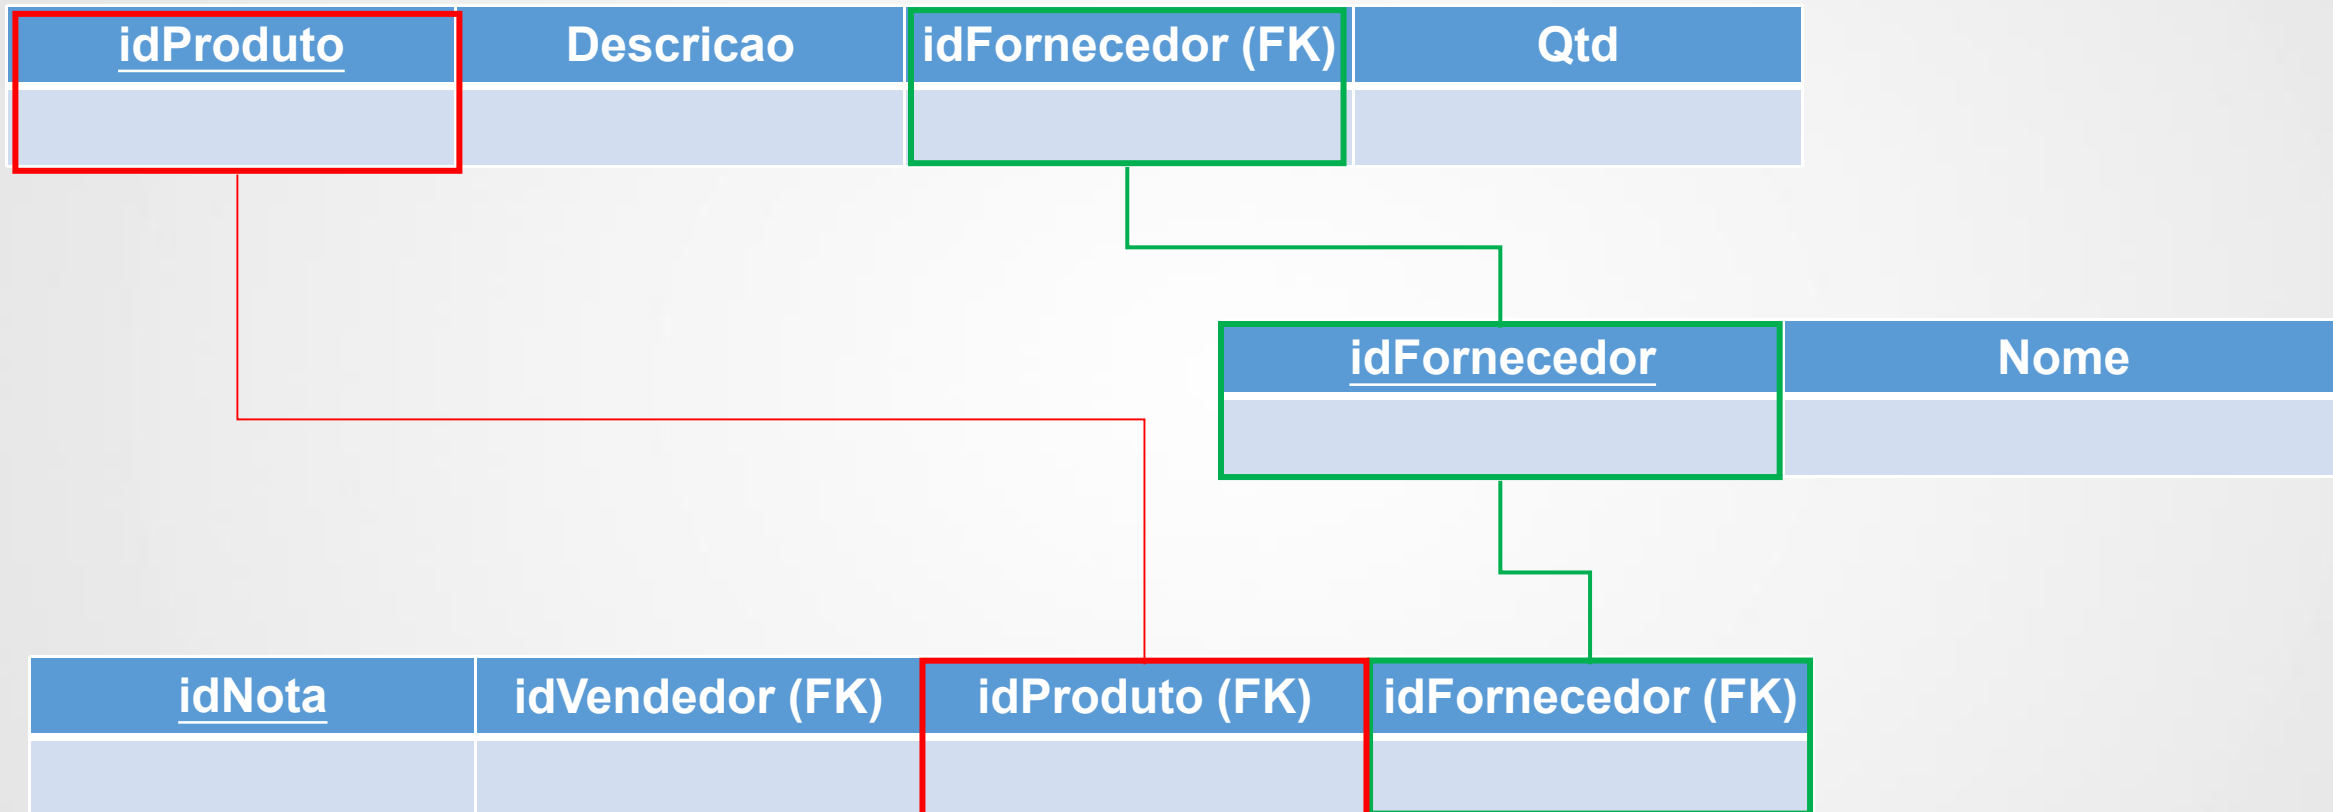 idProduto Descricao idFornecedor (FK) Qtd
idFornecedor Nome
idNota idVendedor (FK) idProduto (FK) idFornecedor (FK)